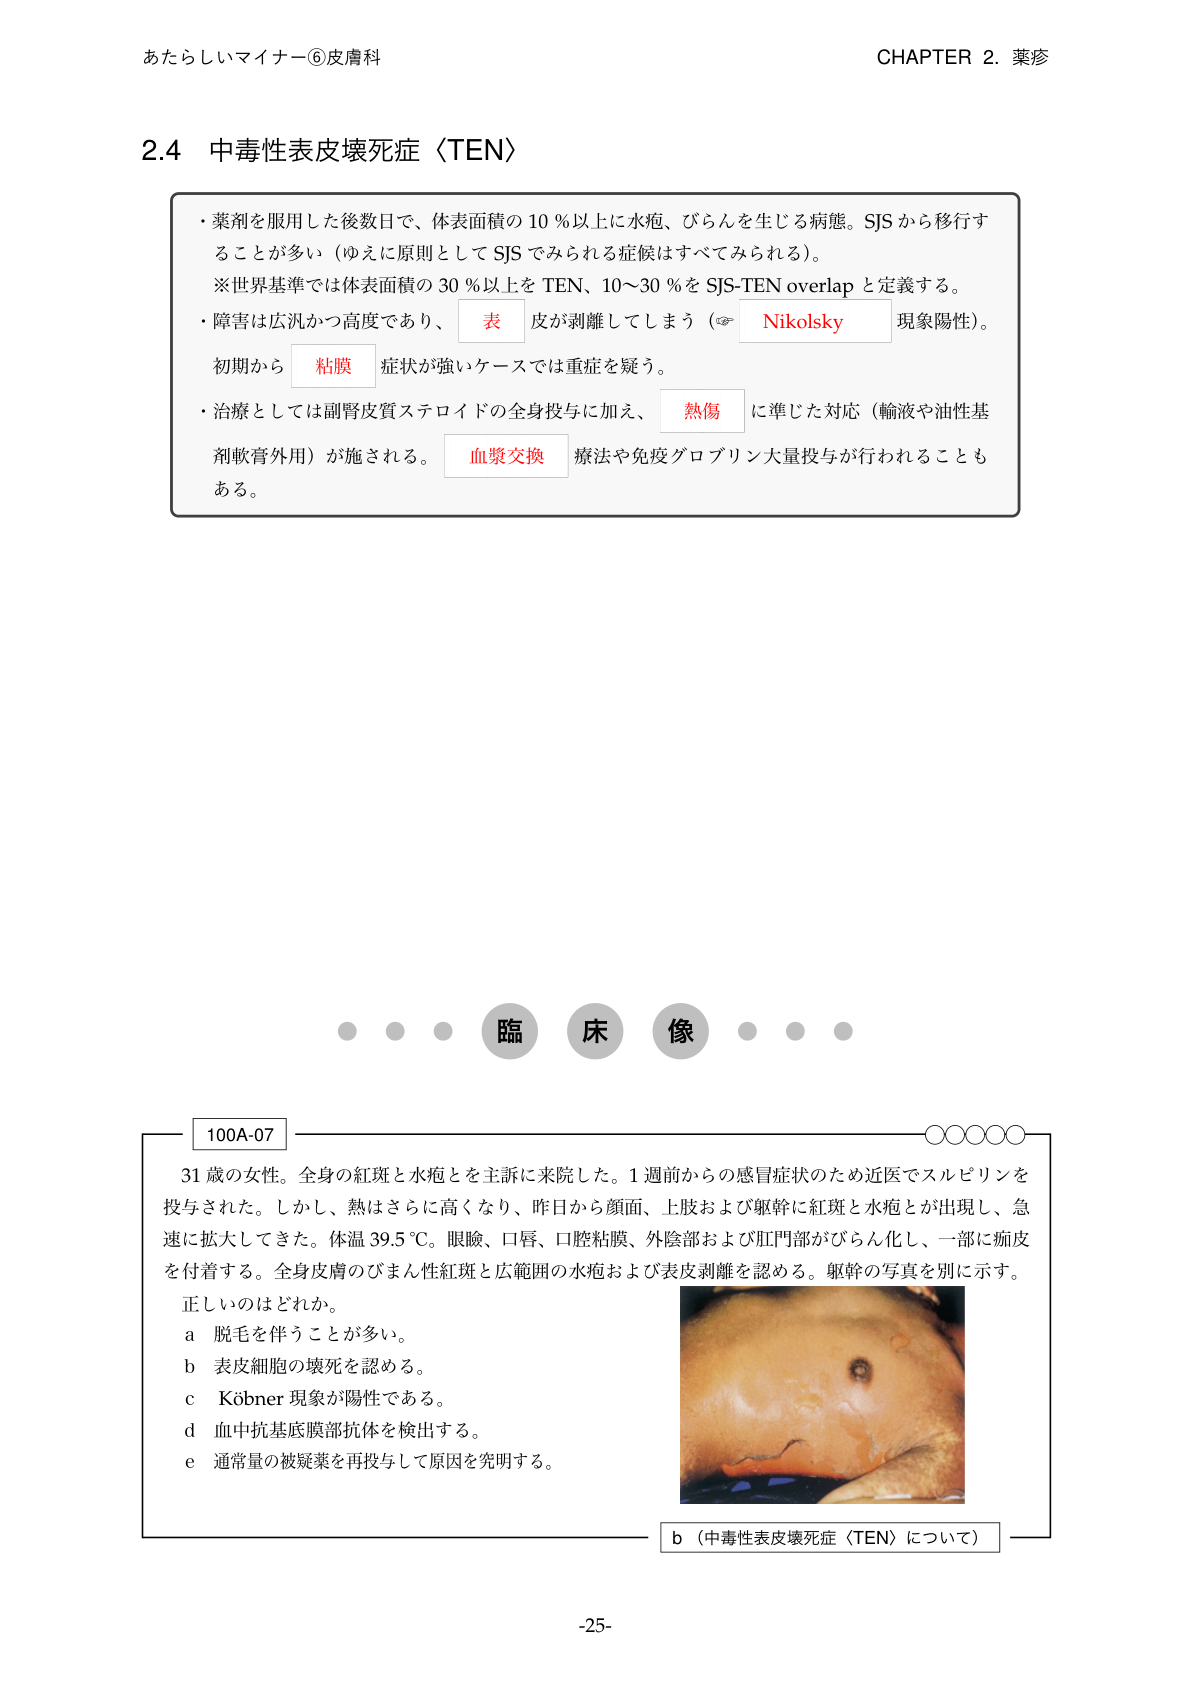 あたらしいマイナー⑥皮膚科 CHAPTER 2. 薬疹
2.4 中毒性表皮壊死症〈TEN〉
・薬剤を服用した後数日で、体表面積の 10 %以上に水疱、びらんを生じる病態。SJS から移行す
ることが多い（ゆえに原則として SJS でみられる症候はすべてみられる）。
※世界基準では体表面積の 30 %以上を TEN、10〜30 %を SJS-TEN overlap と定義する。
・障害は広汎かつ高度であり、 表 皮が剥離してしまう（☞ Nikolsky 現象陽性）。
初期から 粘膜 症状が強いケースでは重症を疑う。
・治療としては副腎皮質ステロイドの全身投与に加え、 熱傷 に準じた対応（輸液や油性基
剤軟膏外用）が施される。 血漿交換 療法や免疫グロブリン大量投与が行われることも
ある。
臨 床 像
100A-07
31 歳の女性。全身の紅斑と水疱とを主訴に来院した。1 週前からの感冒症状のため近医でスルピリンを
投与された。しかし、熱はさらに高くなり、昨日から顔面、上肢および躯幹に紅斑と水疱とが出現し、急
速に拡大してきた。体温 39.5 ℃。眼瞼、口唇、口腔粘膜、外陰部および肛門部がびらん化し、一部に痂皮
を付着する。全身皮膚のびまん性紅斑と広範囲の水疱および表皮剥離を認める。躯幹の写真を別に示す。
正しいのはどれか。
a 脱毛を伴うことが多い。
b 表皮細胞の壊死を認める。
c Köbner 現象が陽性である。
d 血中抗基底膜部抗体を検出する。
e 通常量の被疑薬を再投与して原因を究明する。
b （中毒性表皮壊死症〈TEN〉について）
-25-